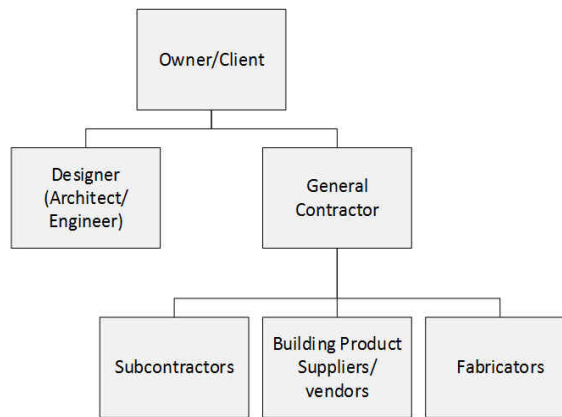 Owner/Client
Designer
(Architect/
Engineer)
General
Contractor
Subcontractors
Building Product
Suppliers/
vendors
Fabricators